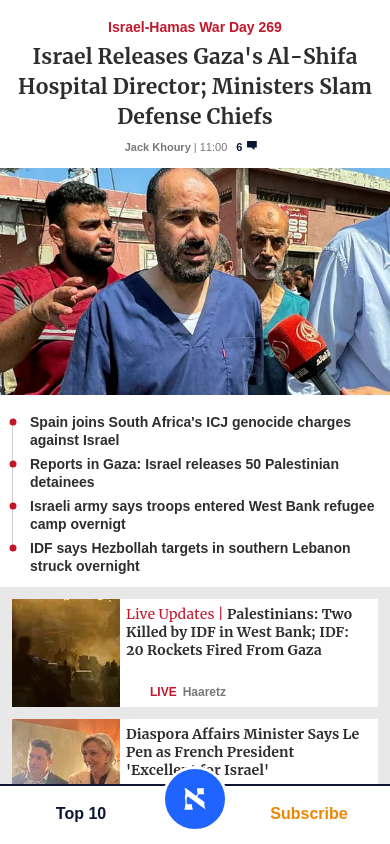 Israel-Hamas War Day 269
Israel Releases Gaza's Al-Shifa
Hospital Director; Ministers Slam
Defense Chiefs
Jack Khoury | 11:00 6
Spain joins South Africa's ICJ genocide charges
against Israel
Reports in Gaza: Israel releases 50 Palestinian
detainees
Israeli army says troops entered West Bank refugee
camp overnigt
IDF says Hezbollah targets in southern Lebanon
struck overnight
Live Updates | Palestinians: Two
Killed by IDF in West Bank; IDF:
20 Rockets Fired From Gaza
LIVE Haaretz
Diaspora Affairs Minister Says Le
Pen as French President
'Excellent for Israel'
Top 10
Subscribe